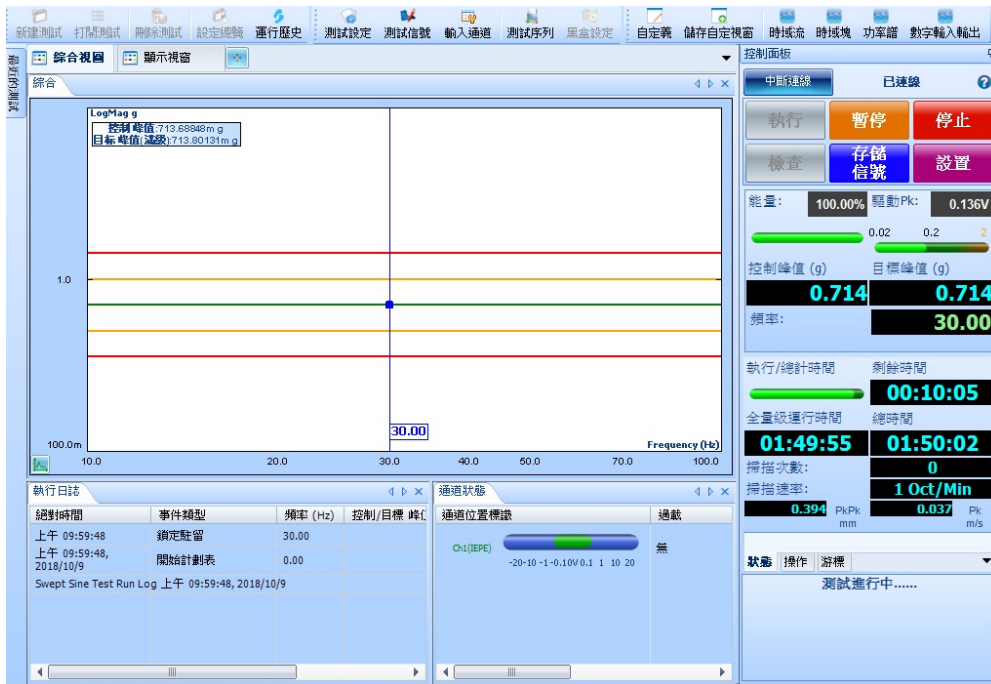 新建測試 打開測試 刪除測試 設定總覽 運行歷史 測試設定 測試信號 輸入通道 測試序列 黑盒設定 自定義 儲存自定視窗 時域流 時域塊 功率譜 數字輸入輸出
最近的測試
綜合視圖 顯示視窗
綜合
LogMag g
控制 峰值:713.68848m g
目标 峰值(滿级):713.80131m g
1.0
100.0m
30.00
Frequency (Hz)
10.0 20.0 30.0 40.0 50.0 70.0 100.0
執行日誌
絕對時間 事件類型 頻率 (Hz) 控制/目標 峰值
上午 09:59:48 鎖定駐留 30.00
上午 09:59:48, 2018/10/9 開始計劃表 0.00
Swept Sine Test Run Log 上午 09:59:48, 2018/10/9
通道狀態
通道位置標識 過載
Ch1(IEPE) 無
-20-10 -1 -0.10V 0.1 1 10 20
控制面板
中斷連線 已連線
執行 暫停 停止
檢查 存儲信號 設置
能量: 100.00% 驅動Pk: 0.136V
0.02 0.2 2
控制峰值 (g) 目標峰值 (g)
0.714 0.714
頻率: 30.00
執行/總計時間 剩餘時間
00:10:05
全量級運行時間 總時間
01:49:55 01:50:02
掃描次數: 0
掃描速率: 1 Oct/Min
0.394 PkPk mm 0.037 Pk m/s
狀態 操作 游標
測試進行中......